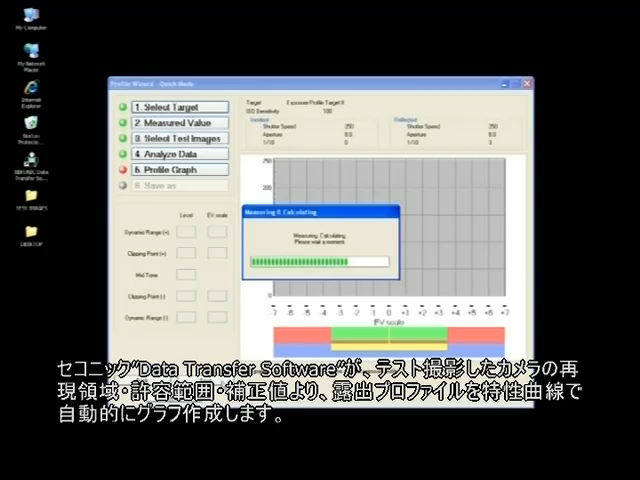 My Computer
My Network
Places
Internet
Explorer
Norton
Protecte...
SEKONIC Data
Transfer So...
TEST IMAGES
DESKTOP
Profile Wizard Quick Mode
1. Select Target
2. Measured Value
3. Select Test Images
4. Analyze Data
5. Profile Graph
6. Save as
Target Exposure Profile Target II
ISO Sensitivity 100
Incident
Shutter Speed 250
Aperture 8.0
1/10 0
Reflected
Shutter Speed 250
Aperture 8.0
1/10 3
Level EV scale
Dynamic Range (+)
Clipping Point (+)
Mid Tone
Clipping Point (-)
Dynamic Range (-)
250
200
0
Measuring & Calculating
Measuring, Calculating
Please wait a moment.
-7 -6 -5 -4 -3 -2 -1 0 +1 +2 +3 +4 +5 +6 +7
EV scale
セコニック"Data Transfer Software"が、テスト撮影したカメラの再
現領域・許容範囲・補正値より、露出プロファイルを特性曲線で
自動的にグラフ作成します。